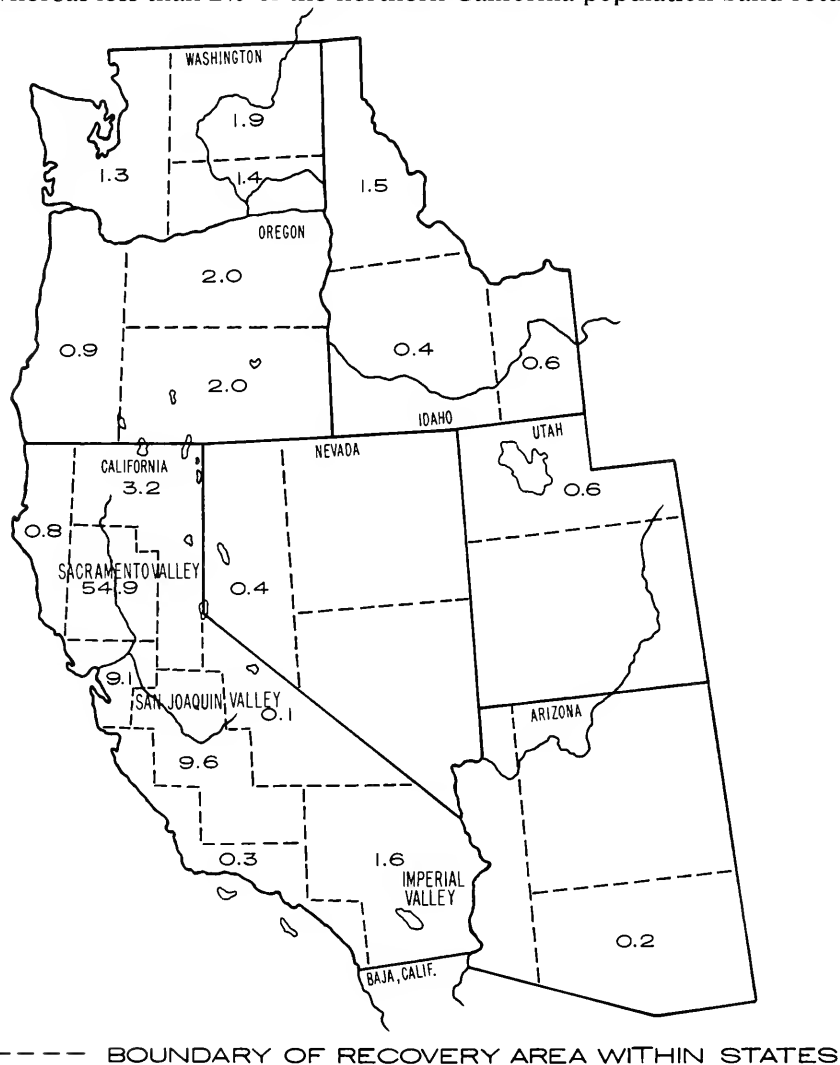 WASHINGTON
1.9
1.3
1.4
1.5
OREGON
2.0
0.9
0.4
2.0
0.6
IDAHO
UTAH
NEVADA
CALIFORNIA
3.2
0.6
0.8
SACRAMENTO VALLEY
54.9
0.4
9.1
SAN JOAQUIN VALLEY
0.1
ARIZONA
9.6
0.3
1.6
IMPERIAL
VALLEY
0.2
BAJA, CALIF.
---- BOUNDARY OF RECOVERY AREA WITHIN STATES